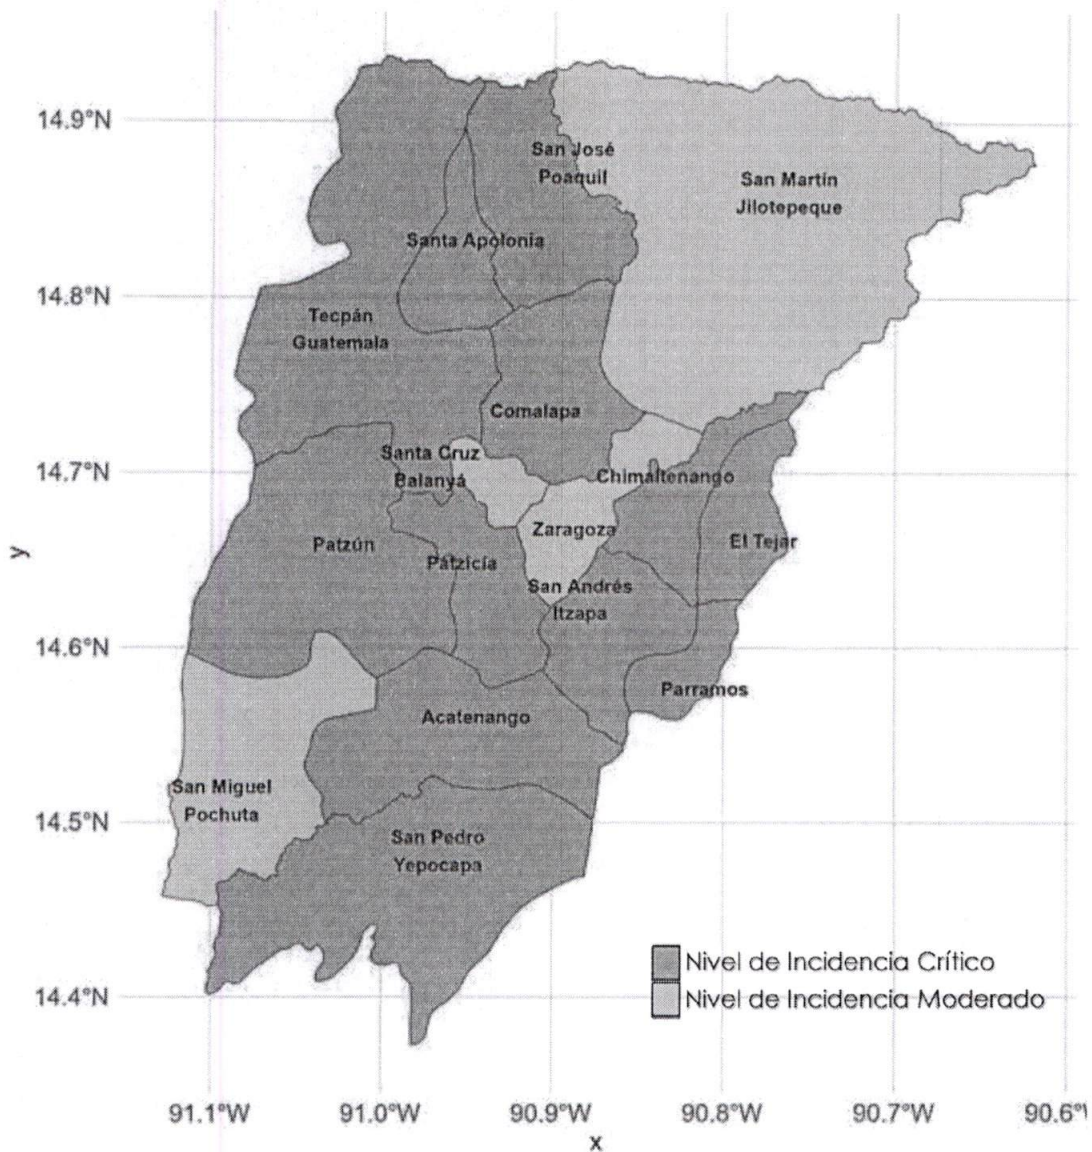 14.9°N
San José
Poaquil
San Martín
Jilotepeque
Santa Apolonia
14.8°N
Tecpán
Guatemala
Comalapa
Santa Cruz
Balanyá
14.7°N
Chimaltenango
Zaragoza
Patzún
El Tejar
y
Patzicía
San Andrés
Itzapa
14.6°N
Parramos
Acatenango
San Miguel
Pochuta
14.5°N
San Pedro
Yepocapa
Nivel de Incidencia Crítico
14.4°N
Nivel de Incidencia Moderado
91.1°W
91.0°W
90.9°W
90.8°W
90.7°W
90.6°
x